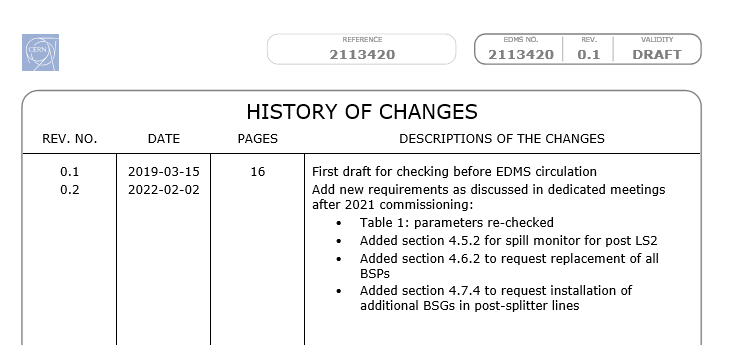 CERN
REFERENCE
2113420
EDMS NO. REV. VALIDITY
2113420 0.1 DRAFT
HISTORY OF CHANGES
REV. NO. DATE PAGES DESCRIPTIONS OF THE CHANGES
0.1 2019-03-15 16 First draft for checking before EDMS circulation
0.2 2022-02-02 Add new requirements as discussed in dedicated meetings
after 2021 commissioning:
• Table 1: parameters re-checked
• Added section 4.5.2 for spill monitor for post LS2
• Added section 4.6.2 to request replacement of all
BSPs
• Added section 4.7.4 to request installation of
additional BSGs in post-splitter lines